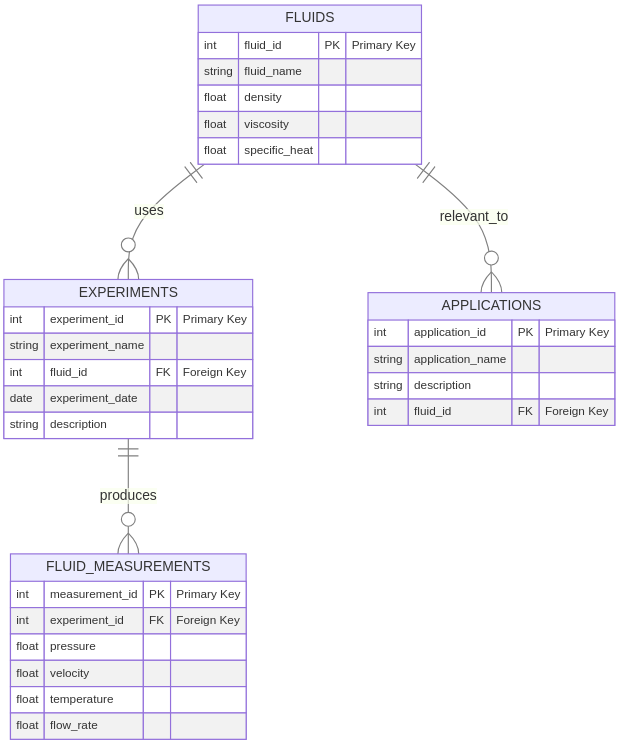 FLUIDS
int fluid_id PK Primary Key
string fluid_name
float density
float viscosity
float specific_heat
uses
relevant_to
EXPERIMENTS
int experiment_id PK Primary Key
string experiment_name
int fluid_id FK Foreign Key
date experiment_date
string description
APPLICATIONS
int application_id PK Primary Key
string application_name
string description
int fluid_id FK Foreign Key
produces
FLUID_MEASUREMENTS
int measurement_id PK Primary Key
int experiment_id FK Foreign Key
float pressure
float velocity
float temperature
float flow_rate